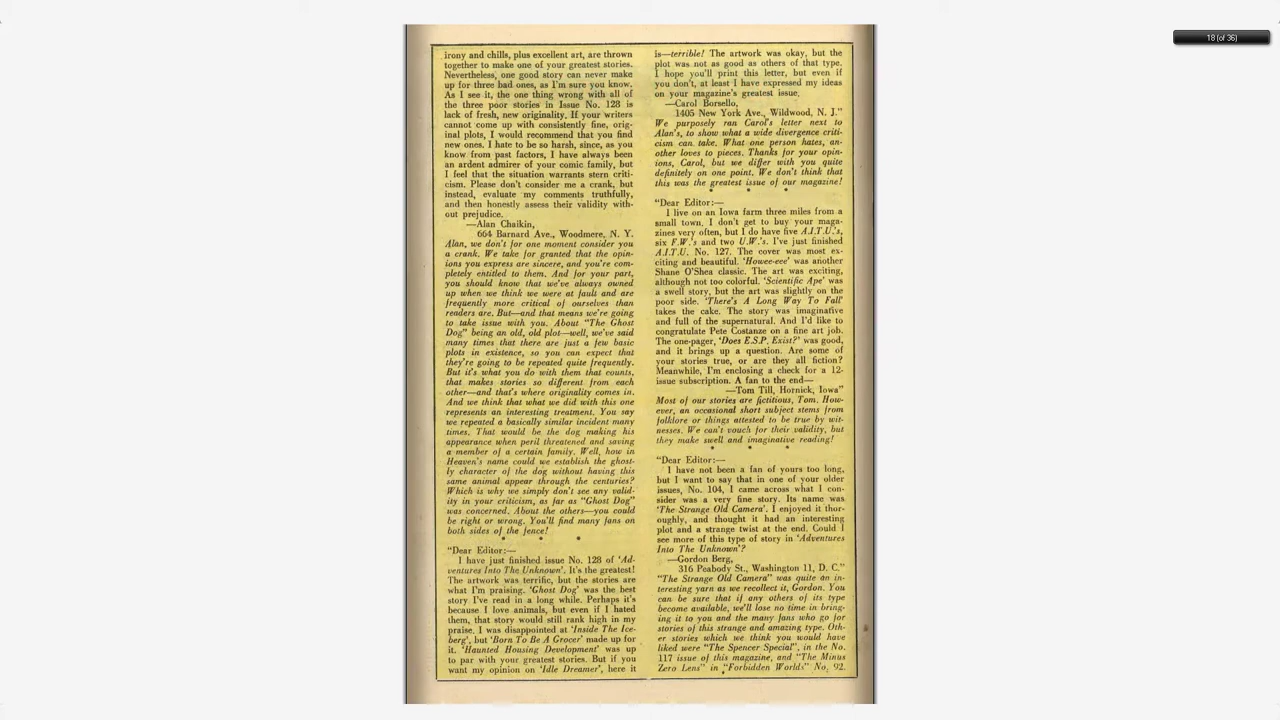 irony and chills, plus excellent art, are thrown
together to make one of your greatest stories.
Nevertheless, one good story can never make
up for three bad ones, as I'm sure you know.
As I see it, the one thing wrong with all of
the three poor stories in Issue No. 128 is
lack of fresh, new originality. If your writers
cannot come up with consistently fine, orig-
inal plots, I would recommend that you find
new ones. I hate to be so harsh, since, as you
know from past factors, I have always been
an ardent admirer of your comic family, but
I feel that the situation warrants stern criti-
cism. Please don't consider me a crank, but
instead, evaluate my comments truthfully,
and then honestly assess their validity with-
out prejudice.
—Alan Chaikin,
664 Barnard Ave., Woodmere, N. Y.
Alan, we don't for one moment consider you
a crank. We take for granted that the opin-
ions you express are sincere, and you're com-
pletely entitled to them. And for your part,
you should know that we've always owned
up when we think we were at fault and are
frequently more critical of ourselves than
readers are. But—and that means we're going
to take issue with you. About "The Ghost
Dog" being an old, old plot—well, we've said
many times that there are just a few basic
plots in existence, so you can expect that
they're going to be repeated quite frequently.
But it's what you do with them that counts,
that makes stories so different from each
other—and that's where originality comes in.
And we think that what we did with this one
represents an interesting treatment. You say
we repeated a basically similar incident many
times. That would be the dog making his
appearance when peril threatened and saving
a member of a certain family. Well, how in
Heaven's name could we establish the ghost-
ly character of the dog without having this
same animal appear through the centuries?
Which is why we simply don't see any valid-
ity in your criticism, as far as "Ghost Dog"
was concerned. About the others—you could
be right or wrong. You'll find many fans on
both sides of the fence!
* * *
"Dear Editor:—
I have just finished issue No. 128 of 'Ad-
ventures Into The Unknown'. It's the greatest!
The artwork was terrific, but the stories are
what I'm praising. 'Ghost Dog' was the best
story I've read in a long while. Perhaps it's
because I love animals, but even if I hated
them, that story would still rank high in my
praise. I was disappointed at 'Inside The Ice-
berg', but 'Born To Be A Grocer' made up for
it. 'Haunted Housing Development' was up
to par with your greatest stories. But if you
want my opinion on 'Idle Dreamer', here it
is—terrible! The artwork was okay, but the
plot was not as good as others of that type.
I hope you'll print this letter, but even if
you don't, at least I have expressed my ideas
on your magazine's greatest issue.
—Carol Borsello,
1405 New York Ave., Wildwood, N. J."
We purposely ran Carol's letter next to
Alan's, to show what a wide divergence criti-
cism can take. What one person hates, an-
other loves to pieces. Thanks for your opin-
ions, Carol, but we differ with you quite
definitely on one point. We don't think that
this was the greatest issue of our magazine!
* * *
"Dear Editor:—
I live on an Iowa farm three miles from a
small town. I don't get to buy your maga-
zines very often, but I do have five A.I.T.U.'s,
six F.W.'s and two U.W.'s. I've just finished
A.I.T.U. No. 127. The cover was most ex-
citing and beautiful. 'Howee-eee' was another
Shane O'Shea classic. The art was exciting,
although not too colorful. 'Scientific Ape' was
a swell story, but the art was slightly on the
poor side. 'There's A Long Way To Fall'
takes the cake. The story was imaginative
and full of the supernatural. And I'd like to
congratulate Pete Costanze on a fine art job.
The one-pager, 'Does E.S.P. Exist?' was good,
and it brings up a question. Are some of
your stories true, or are they all fiction?
Meanwhile, I'm enclosing a check for a 12-
issue subscription. A fan to the end—
—Tom Till, Hornick, Iowa"
Most of our stories are fictitious, Tom. How-
ever, an occasional short subject stems from
folklore or things attested to be true by wit-
nesses. We can't vouch for their validity, but
they make swell and imaginative reading!
* * *
"Dear Editor:—
I have not been a fan of yours too long,
but I want to say that in one of your older
issues, No. 104, I came across what I con-
sider was a very fine story. Its name was
'The Strange Old Camera'. I enjoyed it thor-
oughly, and thought it had an interesting
plot and a strange twist at the end. Could I
see more of this type of story in 'Adventures
Into The Unknown'?
—Gordon Berg,
316 Peabody St., Washington 11, D. C."
"The Strange Old Camera" was quite an in-
teresting yarn as we recollect it, Gordon. You
can be sure that if any others of its type
become available, we'll lose no time in bring-
ing it to you and the many fans who go for
stories of this strange and amazing type. Oth-
er stories which we think you would have
liked were "The Spencer Special", in the No.
117 issue of this magazine, and "The Minus
Zero Lens" in "Forbidden Worlds" No. 92.
18 (of 36)